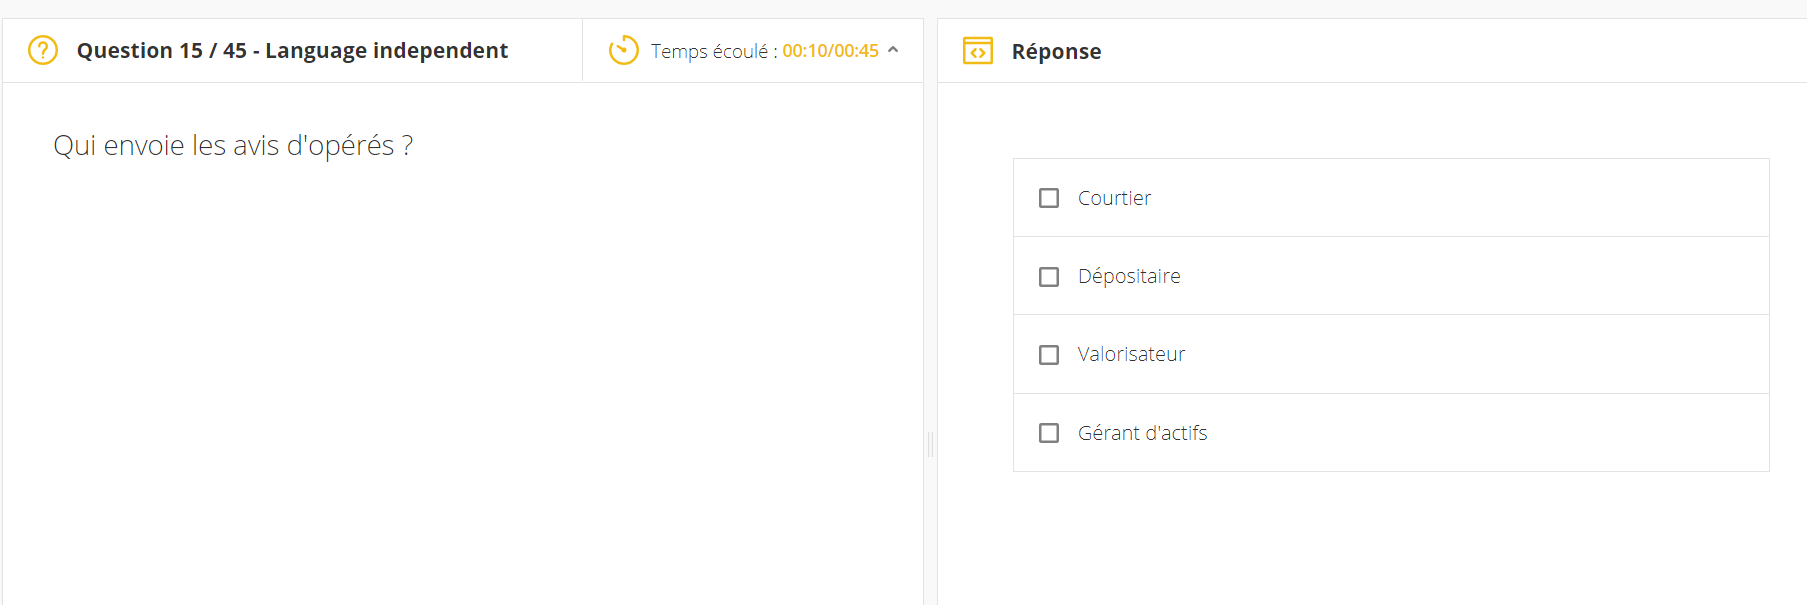 Question 15 / 45 - Language independent
Temps écoulé : 00:10/00:45
Qui envoie les avis d'opérés ?
Réponse
Courtier
Dépositaire
Valorisateur
Gérant d'actifs